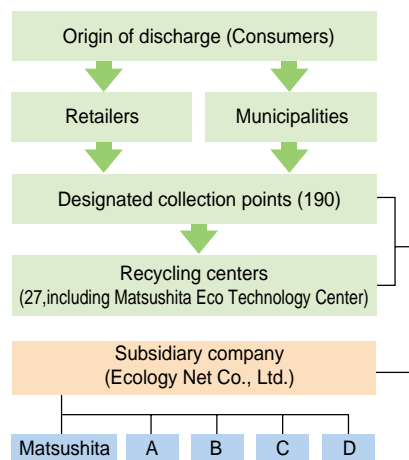 Origin of discharge (Consumers)
Retailers
Municipalities
Designated collection points (190)
Recycling centers
(27,including Matsushita Eco Technology Center)
Subsidiary company
(Ecology Net Co., Ltd.)
Matsushita
A
B
C
D